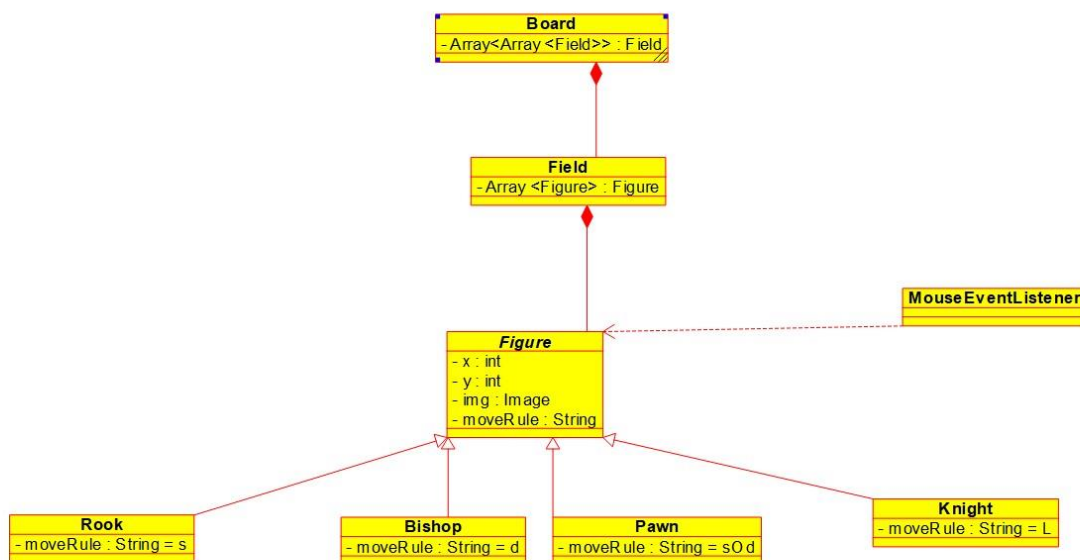 Board
- Array<Array <Field>> : Field
Field
- Array <Figure> : Figure
MouseEventListener
Figure
- x : int
- y : int
- img : Image
- moveRule : String
Rook
- moveRule : String = s
Bishop
- moveRule : String = d
Pawn
- moveRule : String = sOd
Knight
- moveRule : String = L